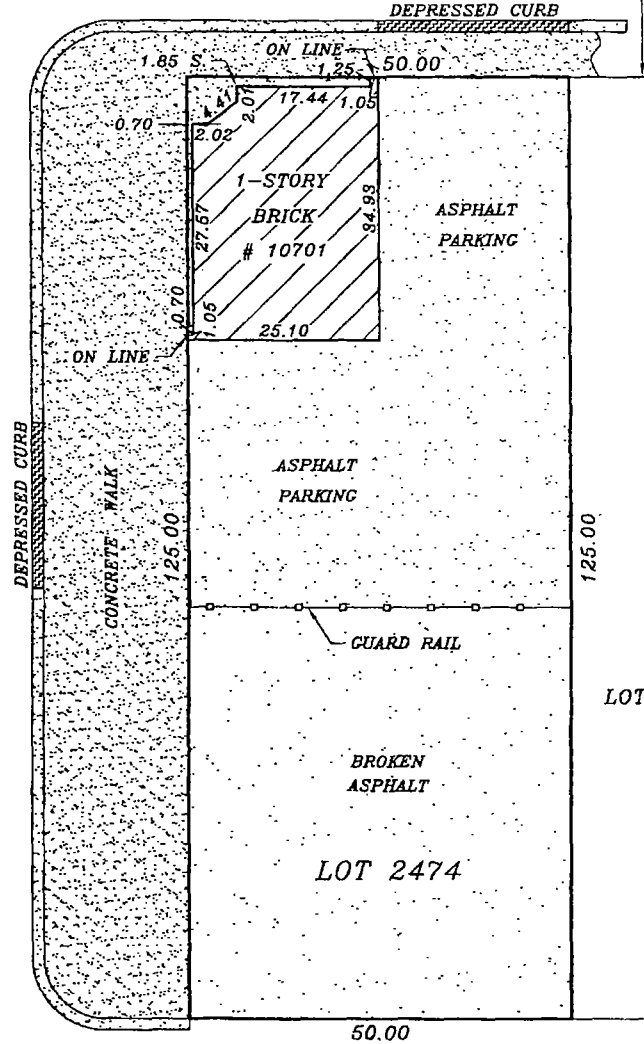 DEPRESSED CURB
ON LINE
1.85 S.
1.25
50.00
17.44
1.05
4.41
2.01
0.70
2.02
1-STORY
BRICK
# 10701
34.93
27.57
ASPHALT
PARKING
0.70
1.05
25.10
ON LINE
DEPRESSED CURB
CONCRETE WALK
125.00
ASPHALT
PARKING
125.00
GUARD RAIL
LOT
BROKEN
ASPHALT
LOT 2474
50.00